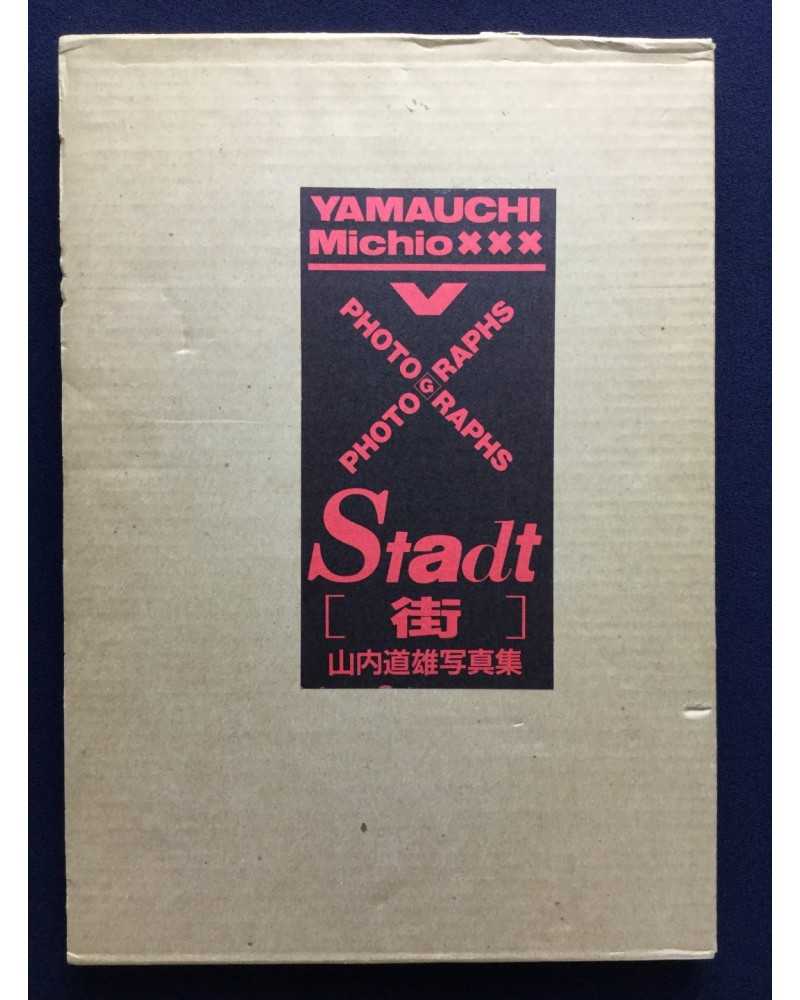 YAMAUCHI
Michio ×××
PHOTOGRAPHS
PHOTOGRAPHS
Stadt
[街]
山内道雄写真集